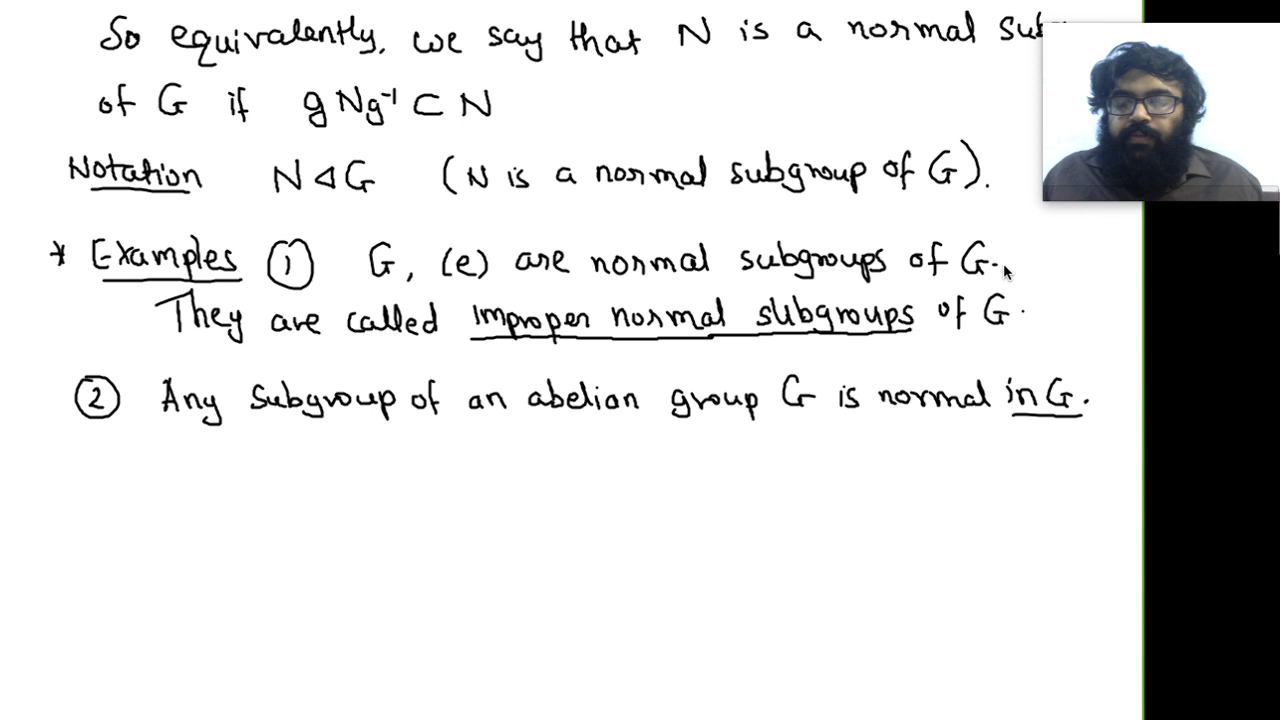 So equivalently, we say that N is a normal
of G if gNg⁻¹ ⊂ N
Notation N ⊲ G (N is a normal subgroup of G).
* Examples ① G, (e) are normal subgroups of G.
They are called improper normal subgroups of G.
② Any subgroup of an abelian group G is normal in G.